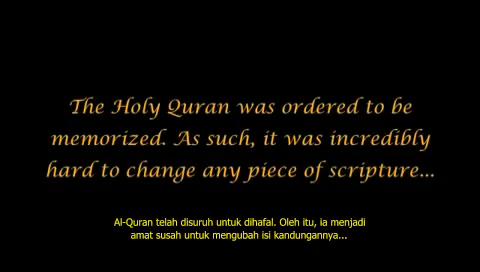 The Holy Quran was ordered to be
memorized. As such, it was incredibly
hard to change any piece of scripture...
Al-Quran telah disuruh untuk dihafal. Oleh itu, ia menjadi
amat susah untuk mengubah isi kandungannya...